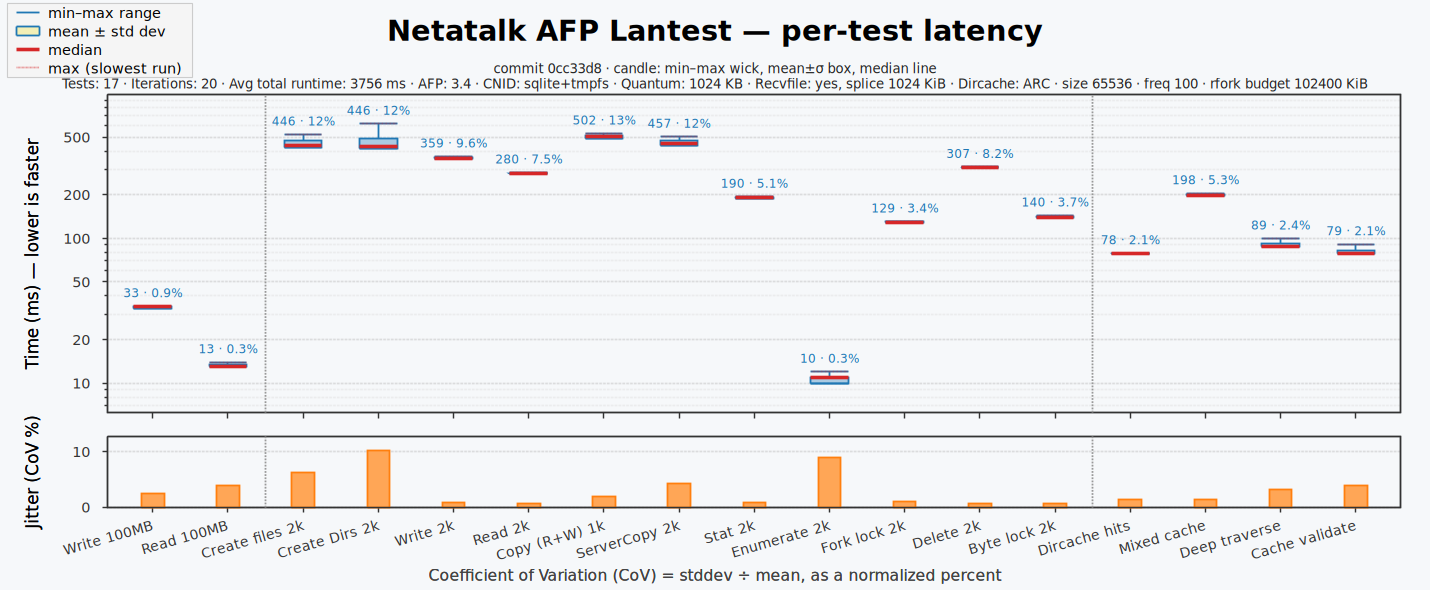 min–max range
mean ± std dev
median
max (slowest run)
Netatalk AFP Lantest — per-test latency
commit 0cc33d8 · candle: min–max wick, mean±σ box, median line
Tests: 17 · Iterations: 20 · Avg total runtime: 3756 ms · AFP: 3.4 · CNID: sqlite+tmpfs · Quantum: 1024 KB · Recvfile: yes, splice 1024 KiB · Dircache: ARC · size 65536 · freq 100 · rfork budget 102400 KiB
Time (ms) — lower is faster
500
200
100
50
20
10
33 · 0.9%
13 · 0.3%
446 · 12%
446 · 12%
359 · 9.6%
280 · 7.5%
502 · 13%
457 · 12%
190 · 5.1%
10 · 0.3%
129 · 3.4%
307 · 8.2%
140 · 3.7%
78 · 2.1%
198 · 5.3%
89 · 2.4%
79 · 2.1%
Jitter (CoV %)
10
0
Write 100MB
Read 100MB
Create files 2k
Create Dirs 2k
Write 2k
Read 2k
Copy (R+W) 1k
ServerCopy 2k
Stat 2k
Enumerate 2k
Fork lock 2k
Delete 2k
Byte lock 2k
Dircache hits
Mixed cache
Deep traverse
Cache validate
Coefficient of Variation (CoV) = stddev ÷ mean, as a normalized percent